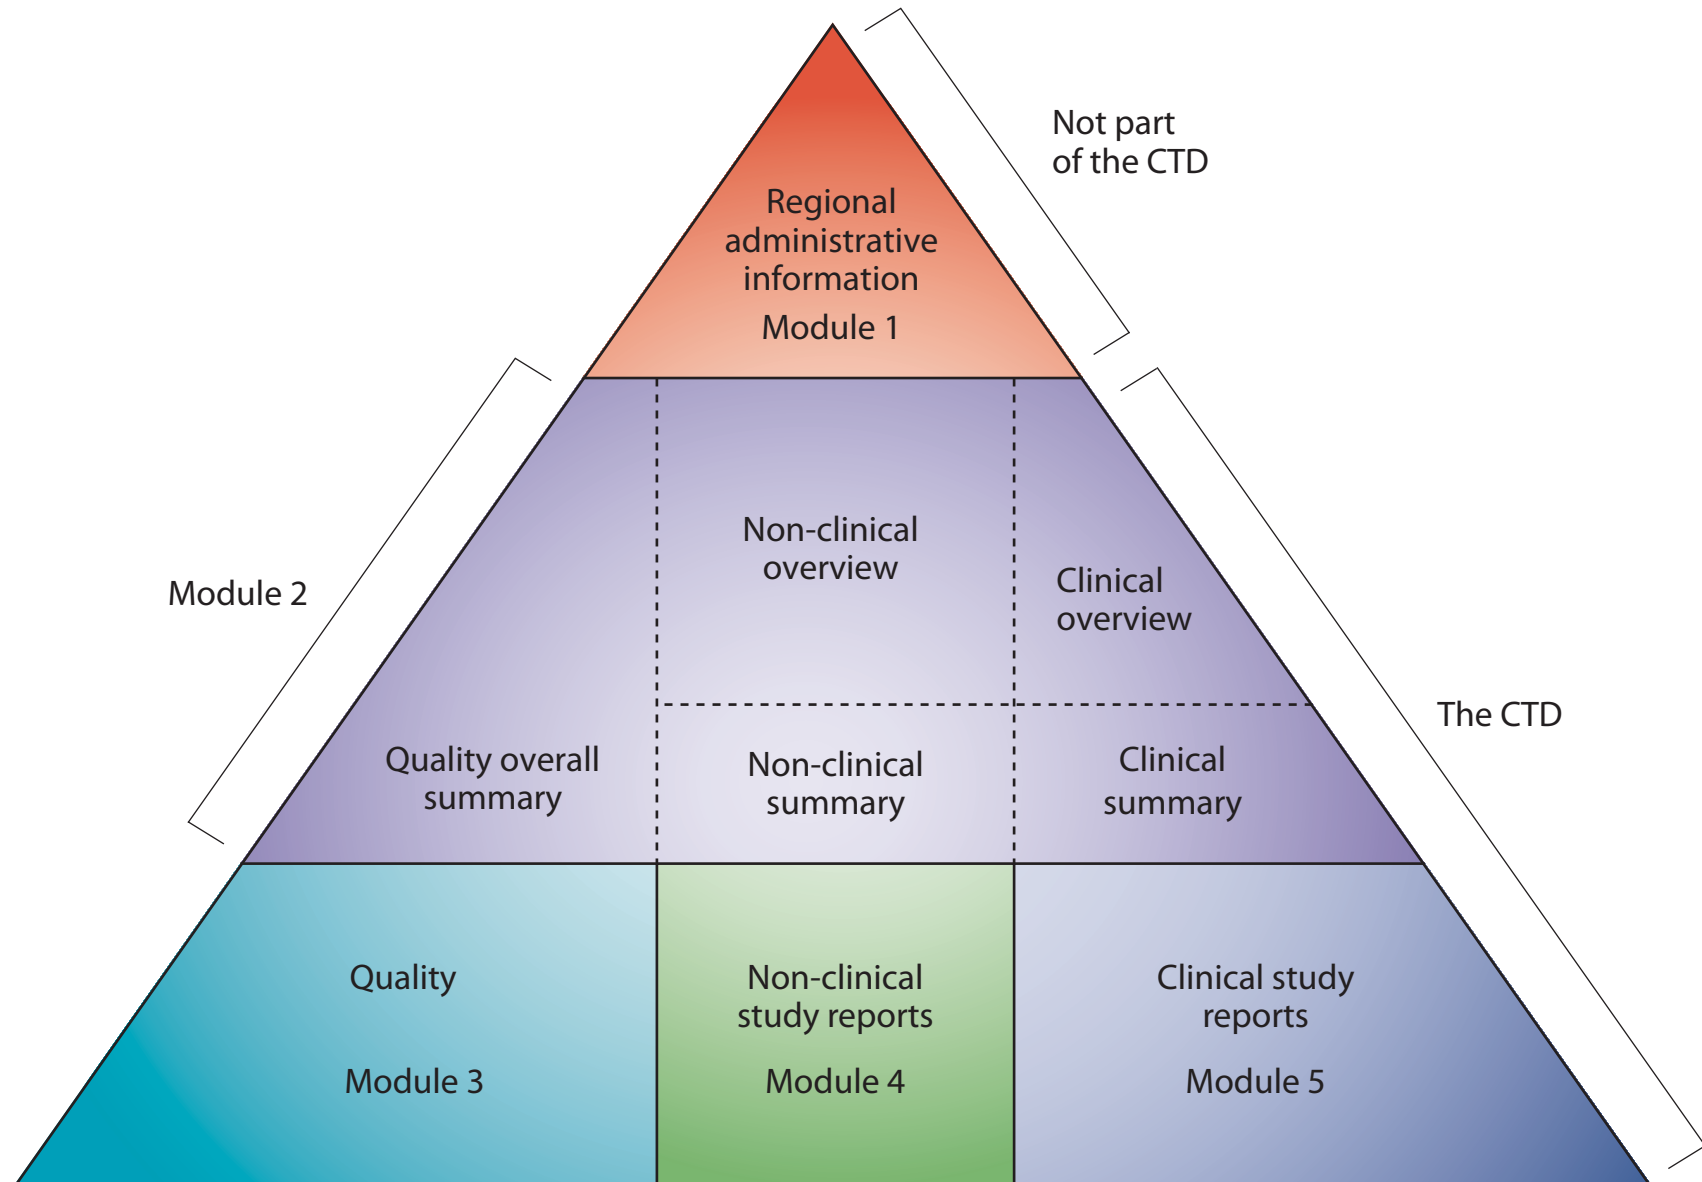 Not part
of the CTD
Regional
administrative
information
Module 1
Module 2
Non-clinical
overview
Clinical
overview
The CTD
Quality overall
summary
Non-clinical
summary
Clinical
summary
Quality
Module 3
Non-clinical
study reports
Module 4
Clinical study
reports
Module 5